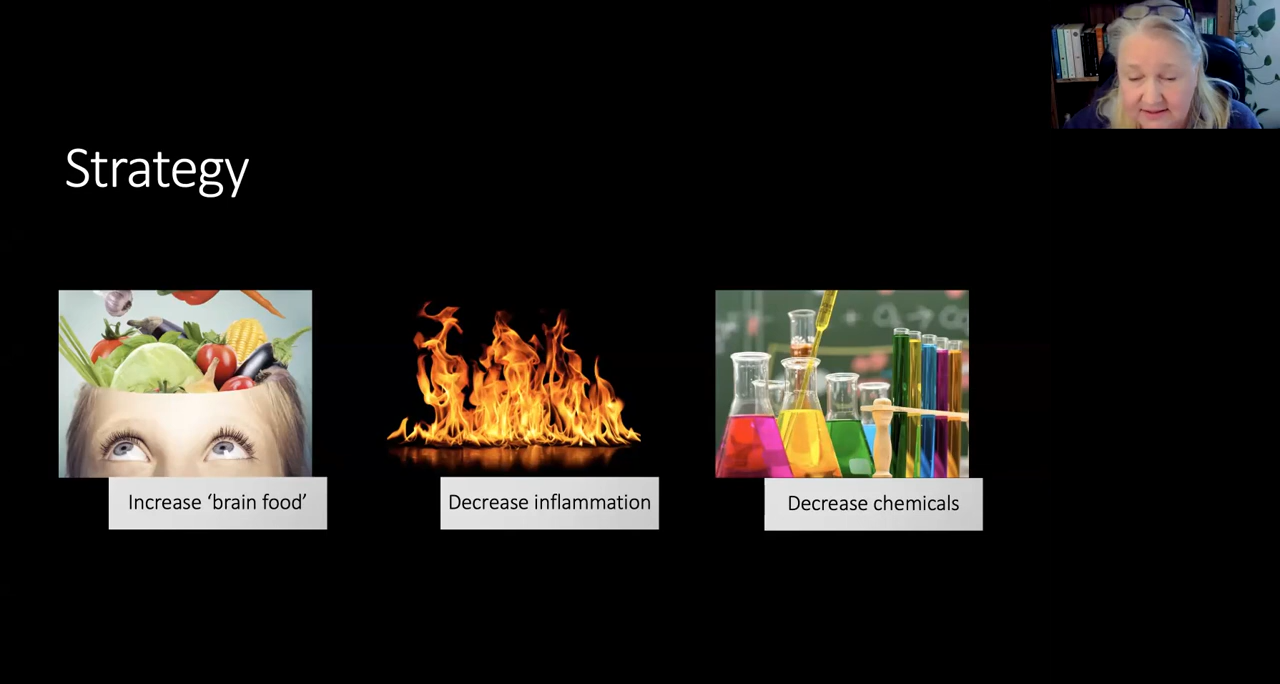 Strategy
Increase ‘brain food’
Decrease inflammation
Decrease chemicals